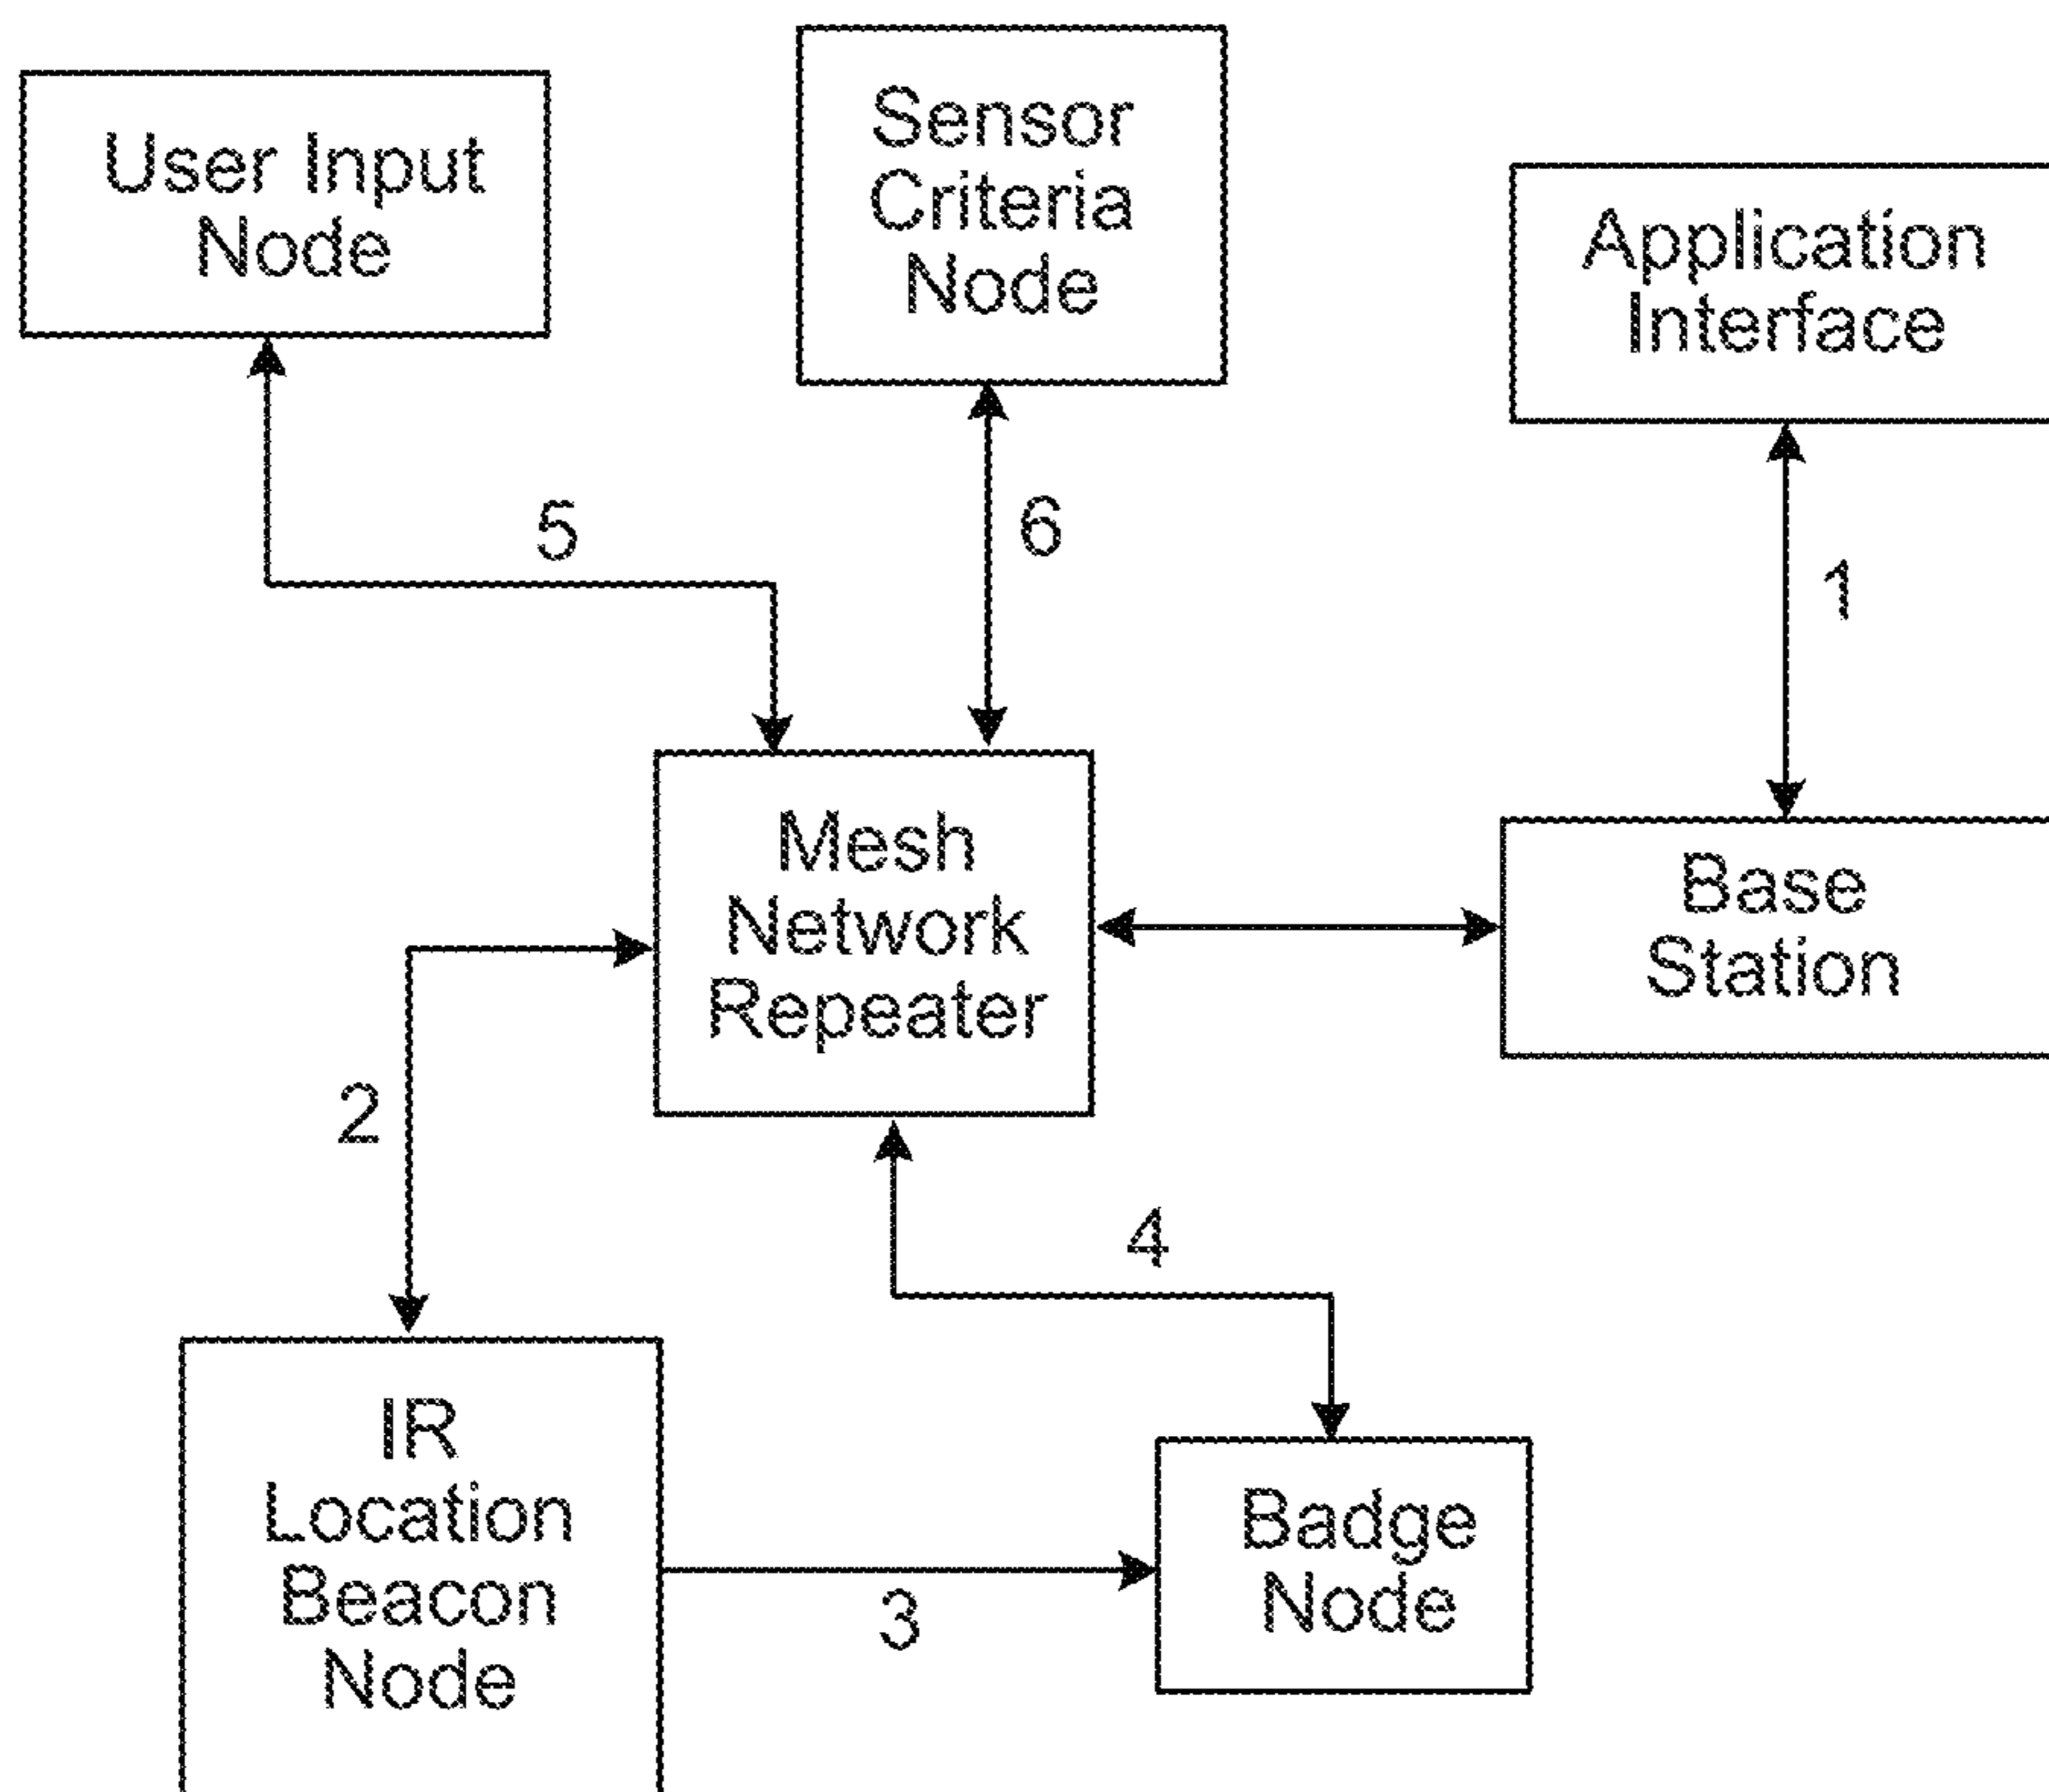 User Input
Node
Sensor
Criteria
Node
Application
Interface
5
6
1
Mesh
Network
Repeater
Base
Station
2
4
IR
Location
Beacon
Node
3
Badge
Node